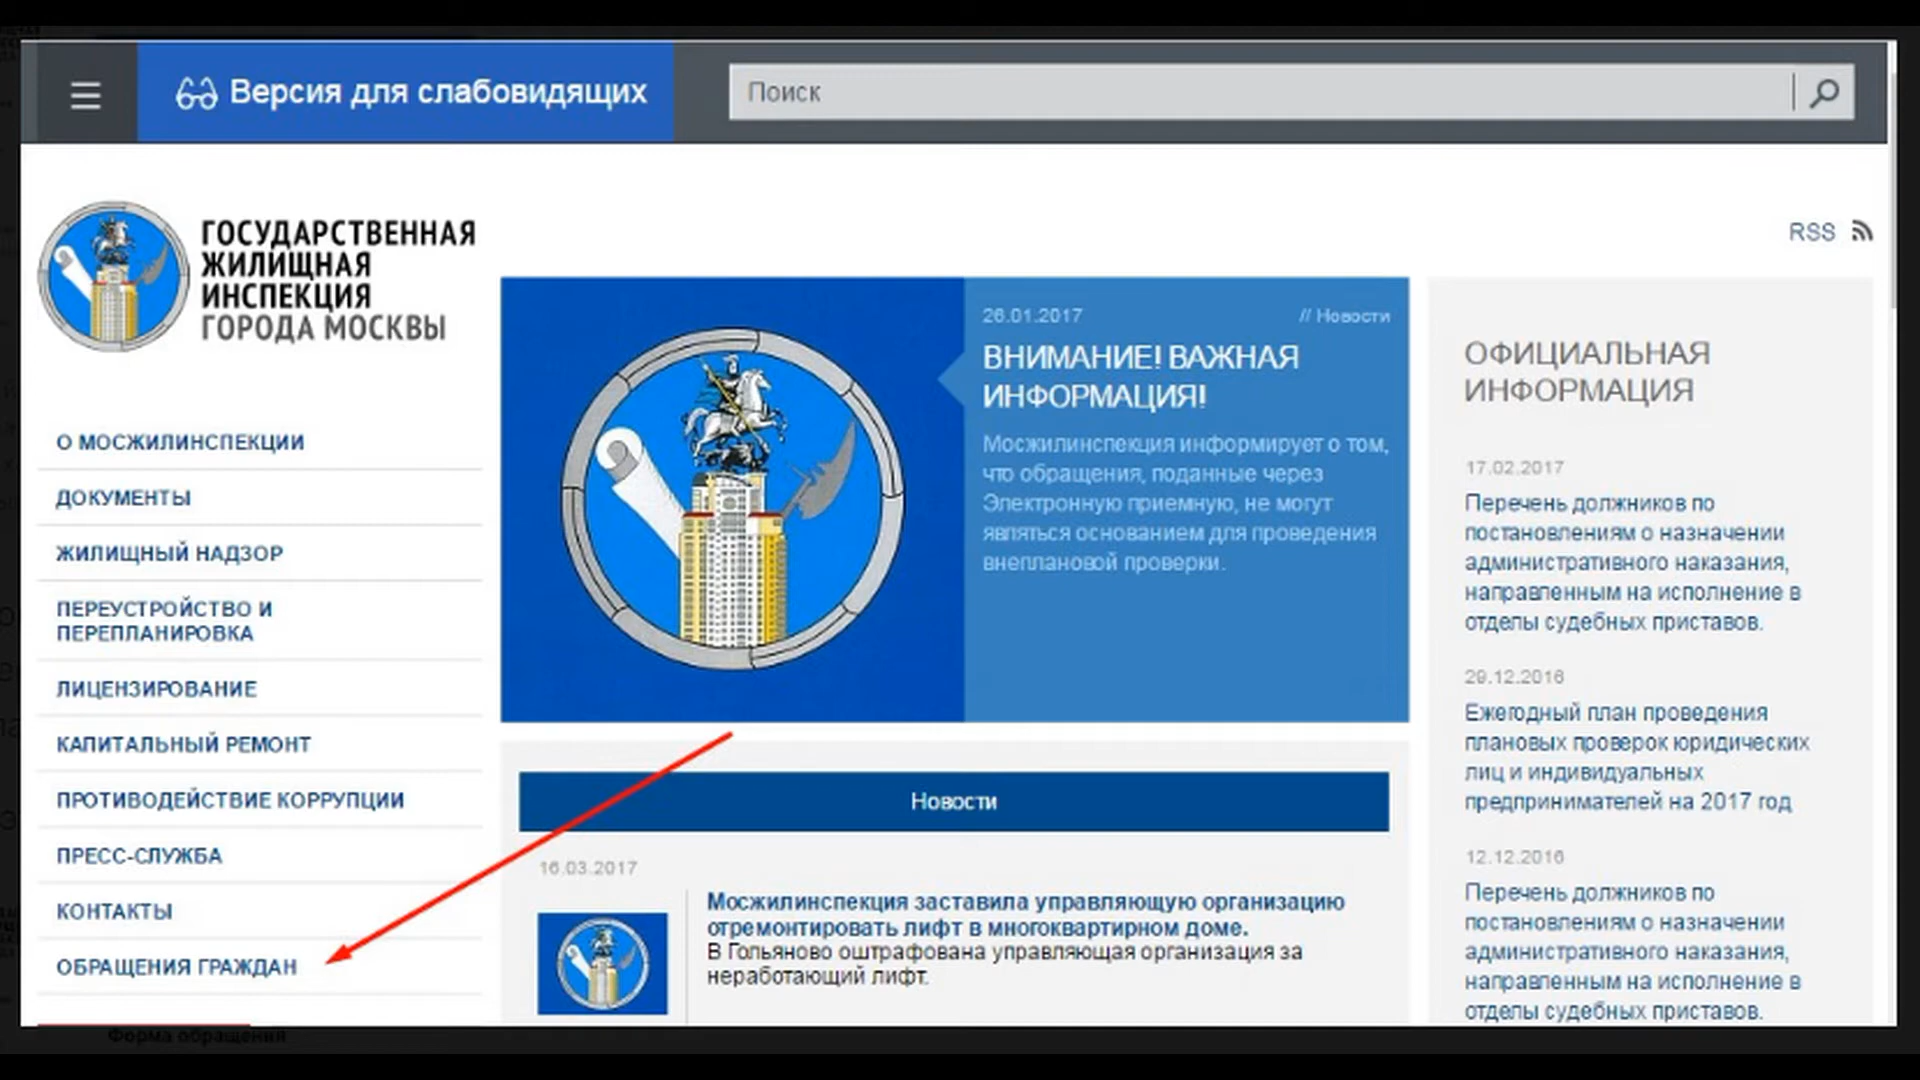 Версия для слабовидящих
Поиск
ГОСУДАРСТВЕННАЯ
ЖИЛИЩНАЯ
ИНСПЕКЦИЯ
ГОРОДА МОСКВЫ
RSS
О МОСЖИЛИНСПЕКЦИИ
ДОКУМЕНТЫ
ЖИЛИЩНЫЙ НАДЗОР
ПЕРЕУСТРОЙСТВО И
ПЕРЕПЛАНИРОВКА
ЛИЦЕНЗИРОВАНИЕ
КАПИТАЛЬНЫЙ РЕМОНТ
ПРОТИВОДЕЙСТВИЕ КОРРУПЦИИ
ПРЕСС-СЛУЖБА
КОНТАКТЫ
ОБРАЩЕНИЯ ГРАЖДАН
Форма обращения
26.01.2017
// Новости
ВНИМАНИЕ! ВАЖНАЯ
ИНФОРМАЦИЯ!
Мосжилинспекция информирует о том,
что обращения, поданные через
Электронную приемную, не могут
являться основанием для проведения
внеплановой проверки.
Новости
16.03.2017
Мосжилинспекция заставила управляющую организацию
отремонтировать лифт в многоквартирном доме.
В Гольяново оштрафована управляющая организация за
неработающий лифт.
ОФИЦИАЛЬНАЯ
ИНФОРМАЦИЯ
17.02.2017
Перечень должников по
постановлениям о назначении
административного наказания,
направленным на исполнение в
отделы судебных приставов.
29.12.2016
Ежегодный план проведения
плановых проверок юридических
лиц и индивидуальных
предпринимателей на 2017 год
12.12.2016
Перечень должников по
постановлениям о назначении
административного наказания,
направленным на исполнение в
отделы судебных приставов.